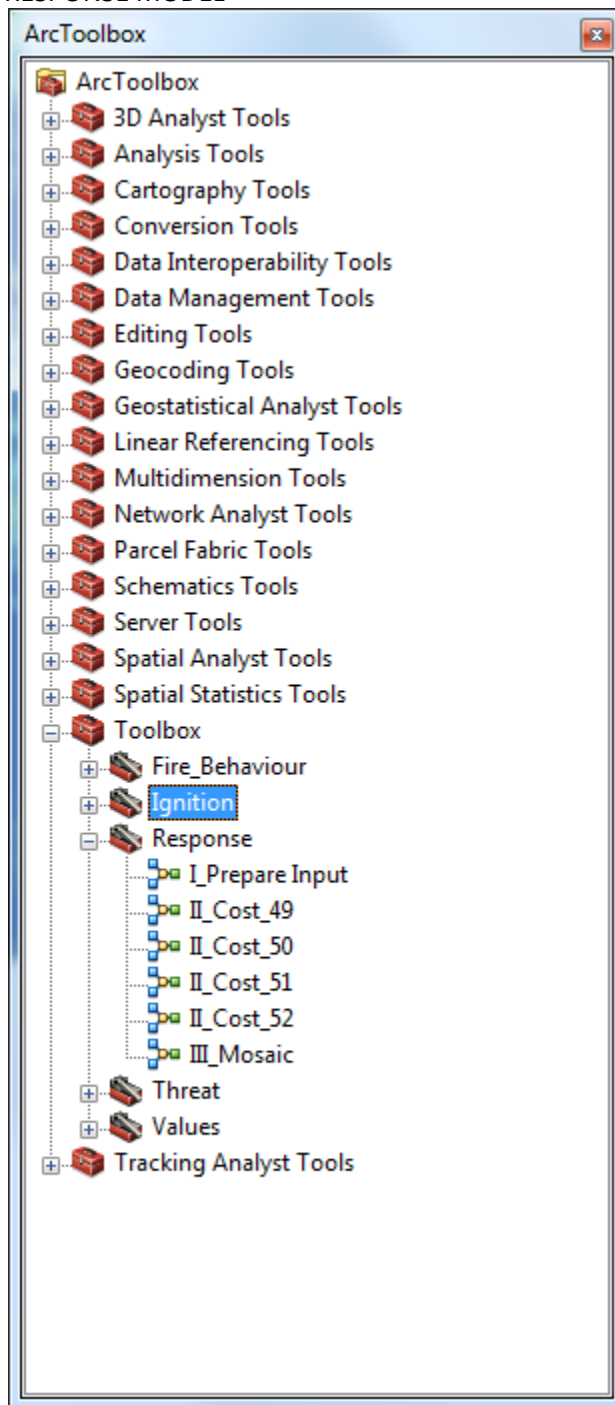 RESPONSE MODEL
ArcToolbox
ArcToolbox
3D Analyst Tools
Analysis Tools
Cartography Tools
Conversion Tools
Data Interoperability Tools
Data Management Tools
Editing Tools
Geocoding Tools
Geostatistical Analyst Tools
Linear Referencing Tools
Multidimension Tools
Network Analyst Tools
Parcel Fabric Tools
Schematics Tools
Server Tools
Spatial Analyst Tools
Spatial Statistics Tools
Toolbox
Fire_Behaviour
Ignition
Response
I_Prepare Input
II_Cost_49
II_Cost_50
II_Cost_51
II_Cost_52
III_Mosaic
Threat
Values
Tracking Analyst Tools